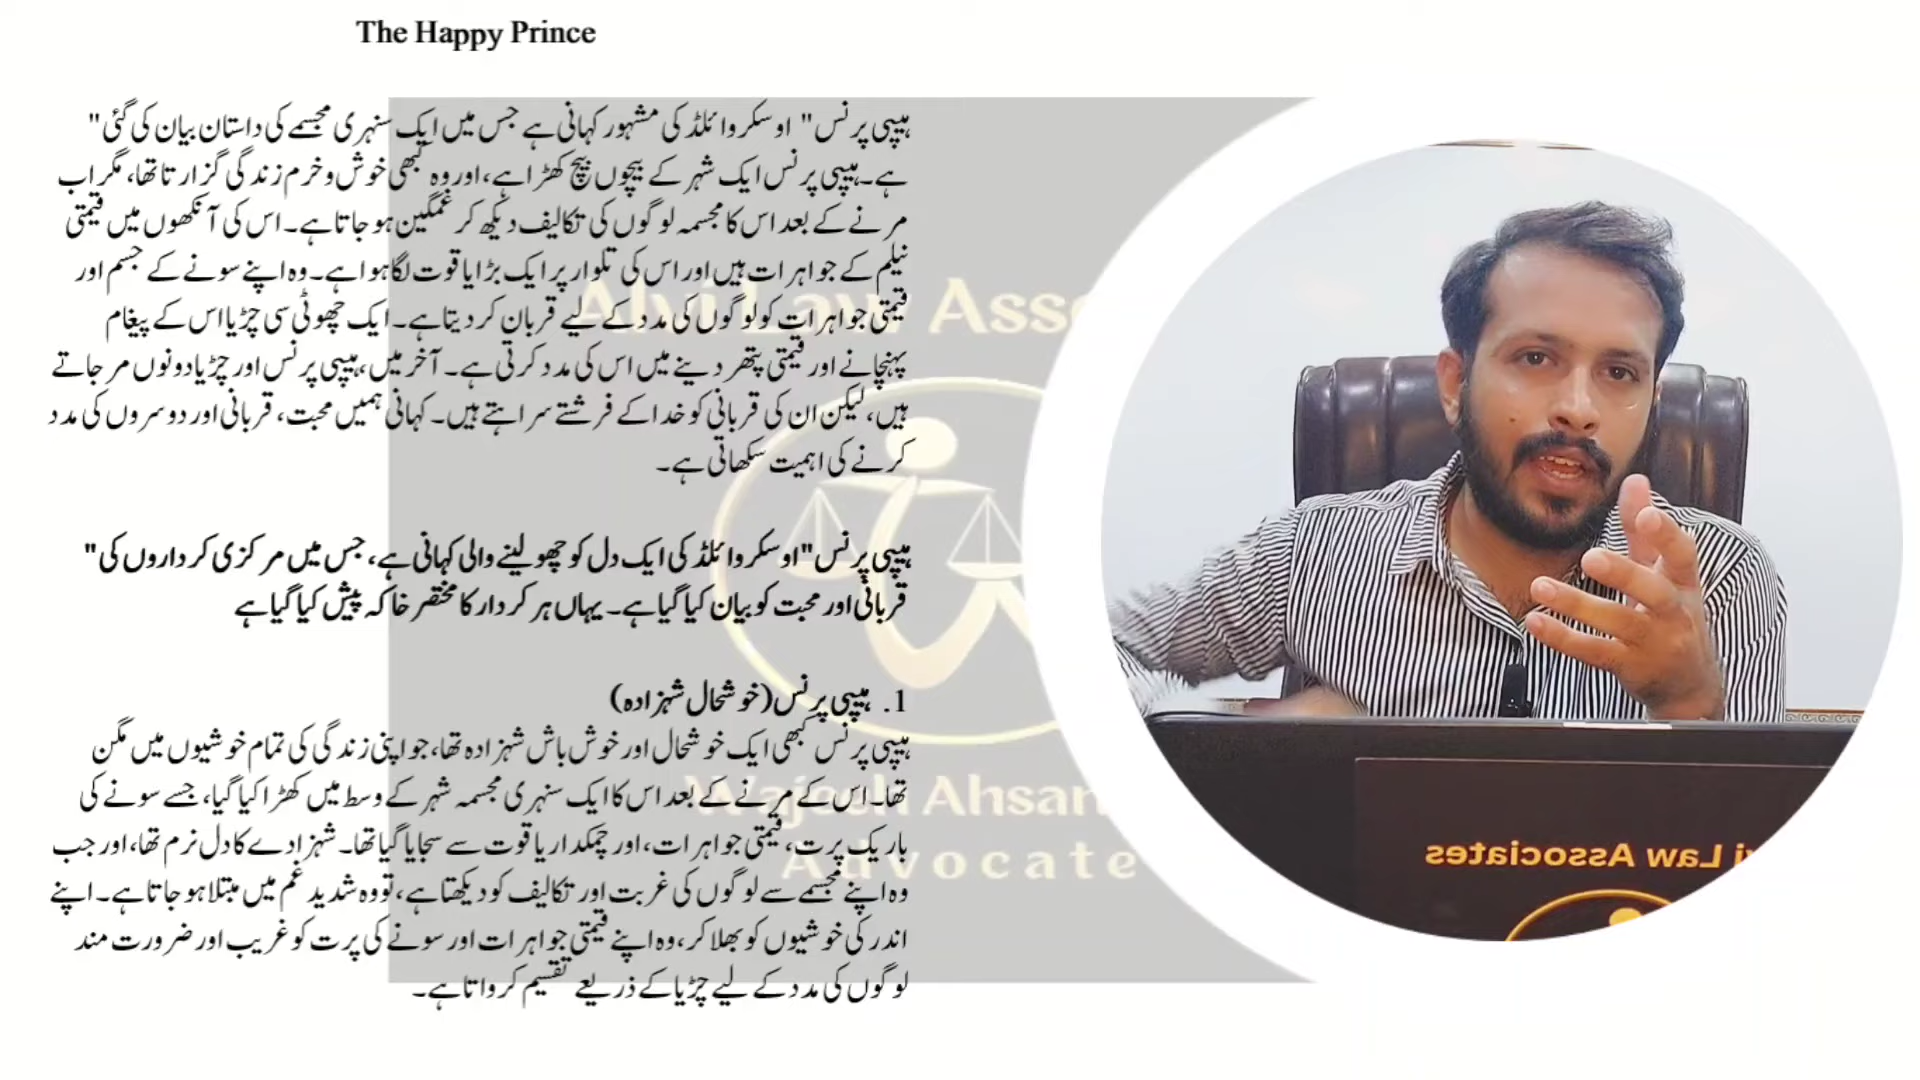 The Happy Prince
ہیپی پرنس" اوسکر وائلڈ کی مشہور کہانی ہے جس میں ایک سنہری مجسمے کی داستان بیان کی گئی"
ہے۔ ہیپی پرنس ایک شہر کے بیچوں بیچ کھڑا ہے، اور وہ کبھی خوش و خرم زندگی گزارتا تھا، مگر اب
مرنے کے بعد اس کا مجسمہ لوگوں کی تکالیف دیکھ کر غمگین ہو جاتا ہے۔ اس کی آنکھوں میں قیمتی
نیلم کے جواہرات ہیں اور اس کی تلوار پر ایک بڑا یاقوت لگا ہوا ہے۔ وہ اپنے سونے کے جسم اور
قیمتی جواہرات کو لوگوں کی مدد کے لیے قربان کر دیتا ہے۔ ایک چھوٹی سی چڑیا اس کے پیغام
پہنچانے اور قیمتی پتھر دینے میں اس کی مدد کرتی ہے۔ آخر میں، ہیپی پرنس اور چڑیا دونوں مر جاتے
ہیں، لیکن ان کی قربانی کو خدا کے فرشتے سراہتے ہیں۔ کہانی ہمیں محبت، قربانی اور دوسروں کی مدد
کرنے کی اہمیت سکھاتی ہے۔
ہیپی پرنس" اوسکر وائلڈ کی ایک دل کو چھو لینے والی کہانی ہے، جس میں مرکزی کرداروں کی"
قربانی اور محبت کو بیان کیا گیا ہے۔ یہاں ہر کردار کا مختصر خاکہ پیش کیا گیا ہے
1. ہیپی پرنس (خوشحال شہزادہ)
ہیپی پرنس کبھی ایک خوشحال اور خوش باش شہزادہ تھا، جو اپنی زندگی کی تمام خوشیوں میں مگن
تھا۔ اس کے مرنے کے بعد اس کا ایک سنہری مجسمہ شہر کے وسط میں کھڑا کیا گیا، جسے سونے کی
باریک پرت، قیمتی جواہرات، اور چمکدار یاقوت سے سجایا گیا تھا۔ شہزادے کا دل نرم تھا، اور جب
وہ اپنے مجسمے سے لوگوں کی غربت اور تکالیف کو دیکھتا ہے، تو وہ شدید غم میں مبتلا ہو جاتا ہے۔ اپنے
اندر کی خوشیوں کو بھلا کر، وہ اپنے قیمتی جواہرات اور سونے کی پرت کو غریب اور ضرورت مند
لوگوں کی مدد کے لیے چڑیا کے ذریعے تقسیم کرواتا ہے۔
Alvi Law
Wajeeh Ahsan
Advocate
Law Associates